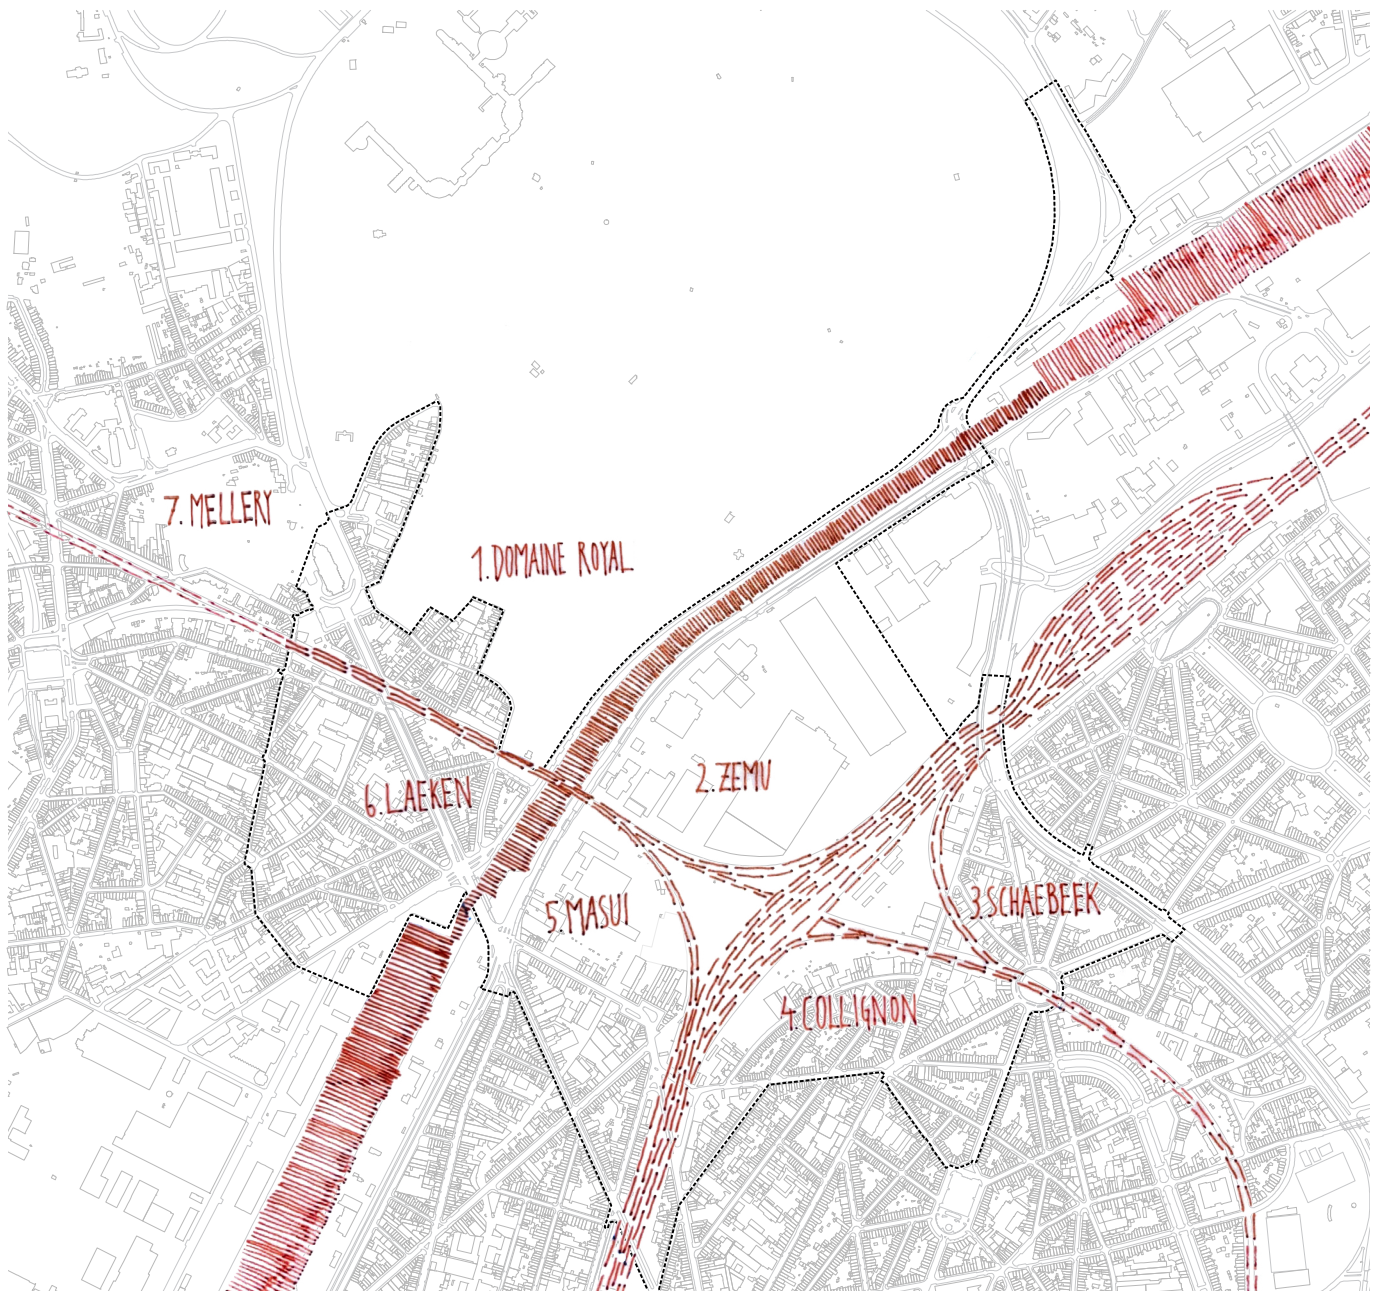 7. MELLERY
1. DOMAINE ROYAL
2. ZEMU
6. LAEKEN
5. MASUI
3. SCHAEBEEK
4. COLLIGNON